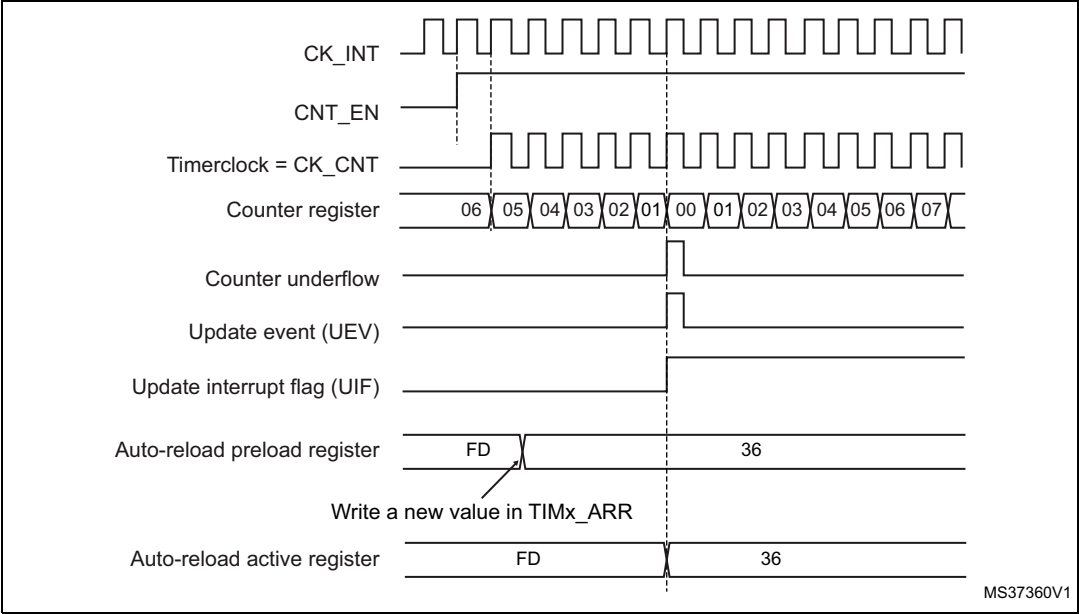 CK_INT
CNT_EN
Timerclock = CK_CNT
Counter register 06 05 04 03 02 01 00 01 02 03 04 05 06 07
Counter underflow
Update event (UEV)
Update interrupt flag (UIF)
Auto-reload preload register FD 36
Write a new value in TIMx_ARR
Auto-reload active register FD 36
MS37360V1